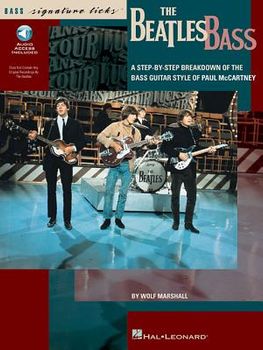 BASS signature licks
AUDIO
ACCESS
INCLUDED
THE
BEATLES BASS
A STEP-BY-STEP BREAKDOWN OF THE
BASS GUITAR STYLE OF PAUL McCARTNEY
THE
BEATLES
BY WOLF MARSHALL
HAL•LEONARD®